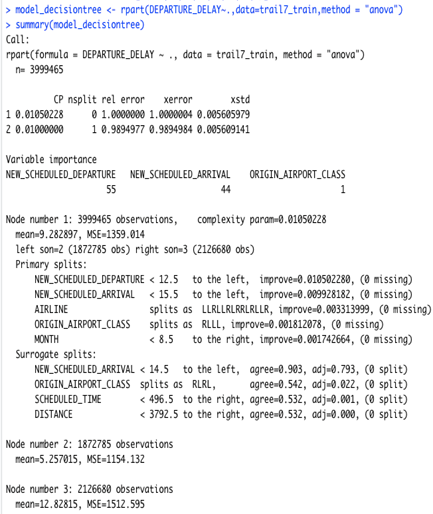 > model_decisiontree <- rpart(DEPARTURE_DELAY~.,data=trail7_train,method = "anova")
> summary(model_decisiontree)
Call:
rpart(formula = DEPARTURE_DELAY ~ ., data = trail7_train, method = "anova")
  n= 3999465

          CP nsplit rel error    xerror        xstd
1 0.01050228      0 1.0000000 1.0000004 0.005605979
2 0.01000000      1 0.9894977 0.9894984 0.005609141

Variable importance
NEW_SCHEDULED_DEPARTURE   NEW_SCHEDULED_ARRIVAL    ORIGIN_AIRPORT_CLASS
                     55                      44                       1

Node number 1: 3999465 observations,    complexity param=0.01050228
  mean=9.282897, MSE=1359.014
  left son=2 (1872785 obs) right son=3 (2126680 obs)
  Primary splits:
      NEW_SCHEDULED_DEPARTURE < 12.5   to the left,  improve=0.010502280, (0 missing)
      NEW_SCHEDULED_ARRIVAL   < 15.5   to the left,  improve=0.009928182, (0 missing)
      AIRLINE                 splits as  LLRLLRLRRLRLLR, improve=0.003313999, (0 missing)
      ORIGIN_AIRPORT_CLASS    splits as  RLLL, improve=0.001812078, (0 missing)
      MONTH                   < 8.5    to the right, improve=0.001742664, (0 missing)
  Surrogate splits:
      NEW_SCHEDULED_ARRIVAL < 14.5   to the left,  agree=0.903, adj=0.793, (0 split)
      ORIGIN_AIRPORT_CLASS  splits as  RLRL,       agree=0.542, adj=0.022, (0 split)
      SCHEDULED_TIME        < 496.5  to the right, agree=0.532, adj=0.001, (0 split)
      DISTANCE              < 3792.5 to the right, agree=0.532, adj=0.000, (0 split)

Node number 2: 1872785 observations
  mean=5.257015, MSE=1154.132

Node number 3: 2126680 observations
  mean=12.82815, MSE=1512.595